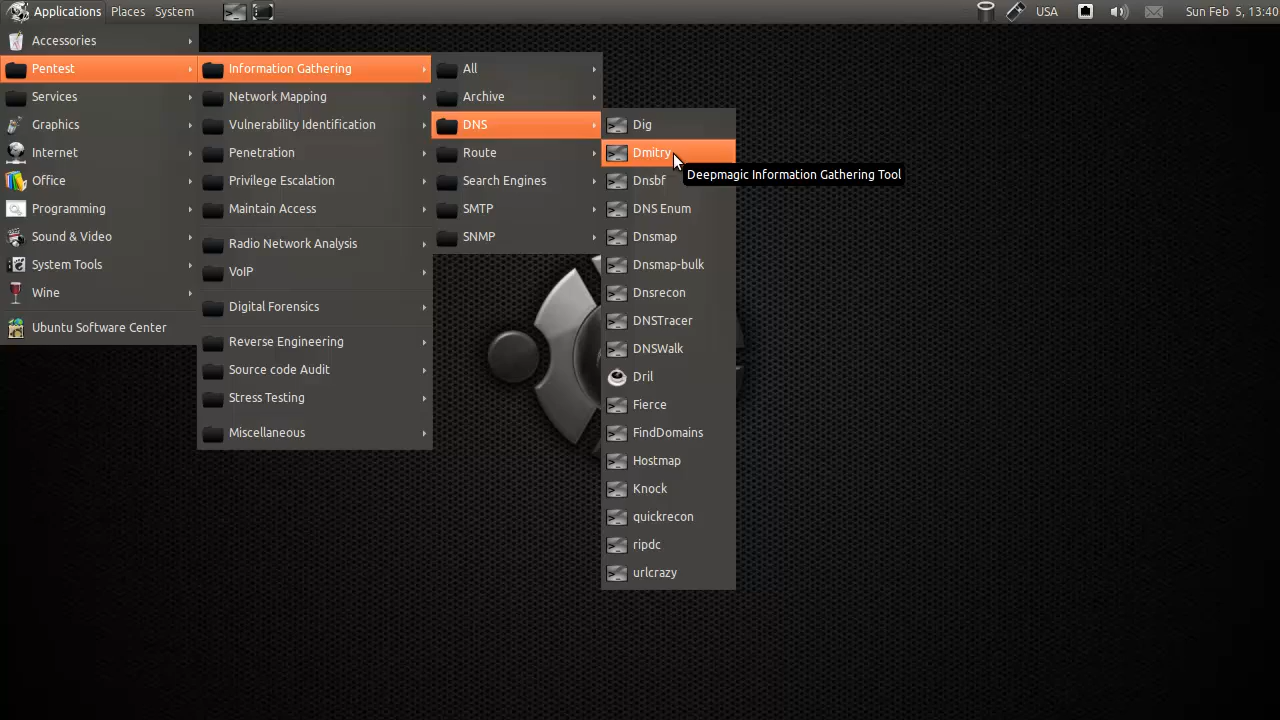 Applications Places System USA Sun Feb 5, 13:40
Accessories
Pentest
Services
Graphics
Internet
Office
Programming
Sound & Video
System Tools
Wine
Ubuntu Software Center
Information Gathering
Network Mapping
Vulnerability Identification
Penetration
Privilege Escalation
Maintain Access
Radio Network Analysis
VoIP
Digital Forensics
Reverse Engineering
Source code Audit
Stress Testing
Miscellaneous
All
Archive
DNS
Route
Search Engines
SMTP
SNMP
Dig
Dmitry
Deepmagic Information Gathering Tool
Dnsbf
DNS Enum
Dnsmap
Dnsmap-bulk
Dnsrecon
DNSTracer
DNSWalk
Dril
Fierce
FindDomains
Hostmap
Knock
quickrecon
ripdc
urlcrazy